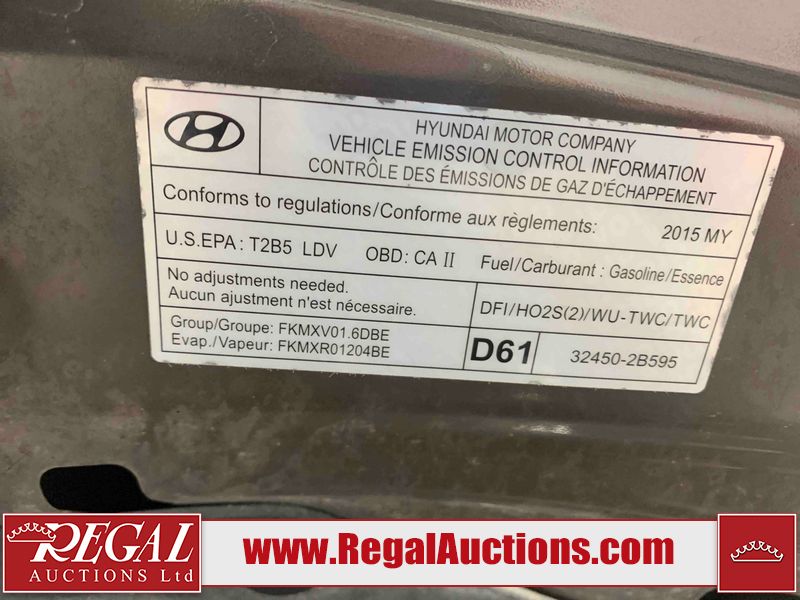 HYUNDAI MOTOR COMPANY
VEHICLE EMISSION CONTROL INFORMATION
CONTRÔLE DES ÉMISSIONS DE GAZ D'ÉCHAPPEMENT
Conforms to regulations/Conforme aux règlements: 2015 MY
U.S.EPA: T2B5 LDV OBD: CA II Fuel/Carburant : Gasoline/Essence
No adjustments needed.
Aucun ajustment n'est nécessaire.
DFI/HO2S(2)/WU-TWC/TWC
Group/Groupe: FKMXV01.6DBE
Evap./Vapeur: FKMXR01204BE
D61
32450-2B595
REGAL
AUCTIONS Ltd
www.RegalAuctions.com